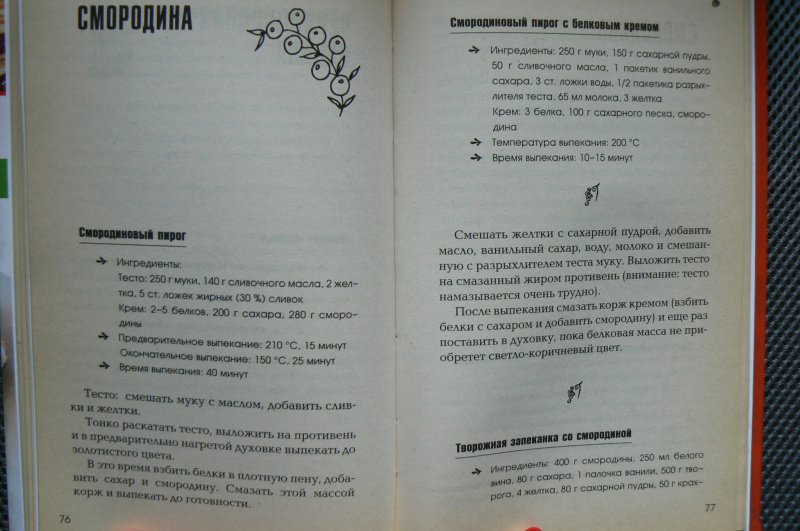 СМОРОДИНА
Смородиновый пирог
Ингредиенты:
Тесто: 250 г муки, 140 г сливочного масла, 2 жел-
тка, 5 ст. ложек жирных (30 %) сливок
Крем: 2–5 белков, 200 г сахара, 280 г сморо-
дины
Предварительное выпекание: 210 °С, 15 минут
Окончательное выпекание: 150 °С, 25 минут
Время выпекания: 40 минут
Тесто: смешать муку с маслом, добавить слив-
ки и желтки.
Тонко раскатать тесто, выложить на противень
и в предварительно нагретой духовке выпекать до
золотистого цвета.
В это время взбить белки в плотную пену, доба-
вить сахар и смородину. Смазать этой массой
корж и выпекать до готовности.
76
Смородиновый пирог с белковым кремом
Ингредиенты: 250 г муки, 150 г сахарной пудры,
50 г сливочного масла, 1 пакетик ванильного
сахара, 3 ст. ложки воды, 1/2 пакетика разрых-
лителя теста, 65 мл молока, 3 желтка
Крем: 3 белка, 100 г сахарного песка, сморо-
дина
Температура выпекания: 200 °С
Время выпекания: 10–15 минут
Смешать желтки с сахарной пудрой, добавить
масло, ванильный сахар, воду, молоко и смешан-
ную с разрыхлителем теста муку. Выложить тесто
на смазанный жиром противень (внимание: тесто
намазывается очень трудно).
После выпекания смазать корж кремом (взбить
белки с сахаром и добавить смородину) и еще раз
поставить в духовку, пока белковая масса не при-
обретет светло-коричневый цвет.
Творожная запеканка со смородиной
Ингредиенты: 400 г смородины, 250 мл белого
вина, 80 г сахара, 1 палочка ванили, 500 г тво-
рога, 4 желтка, 80 г сахарной пудры, 50 г крах-
77